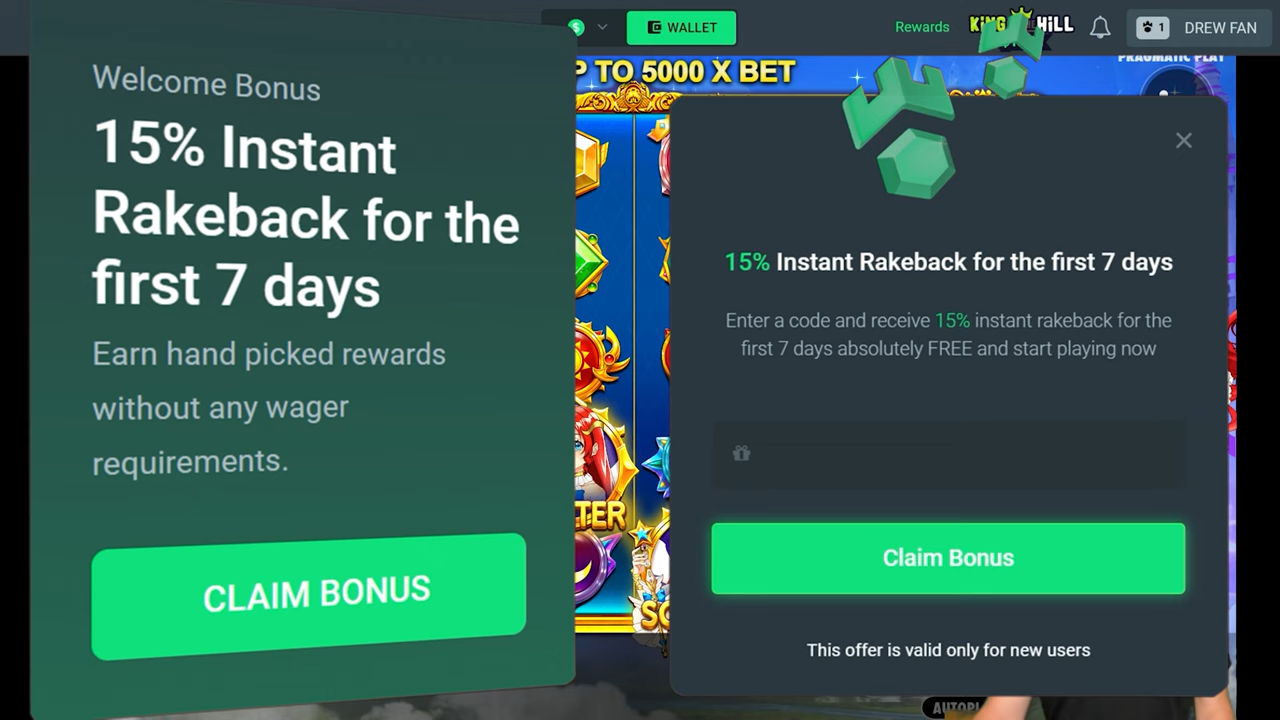 WALLET
Rewards
KING HILL
1
DREW FAN
Welcome Bonus
15% Instant
Rakeback for the
first 7 days
Earn hand picked rewards
without any wager
requirements.
CLAIM BONUS
P TO 5000 X BET
PRAGMATIC PLAY
15% Instant Rakeback for the first 7 days
Enter a code and receive 15% instant rakeback for the
first 7 days absolutely FREE and start playing now
Claim Bonus
This offer is valid only for new users
TER
SC
AUTOPL